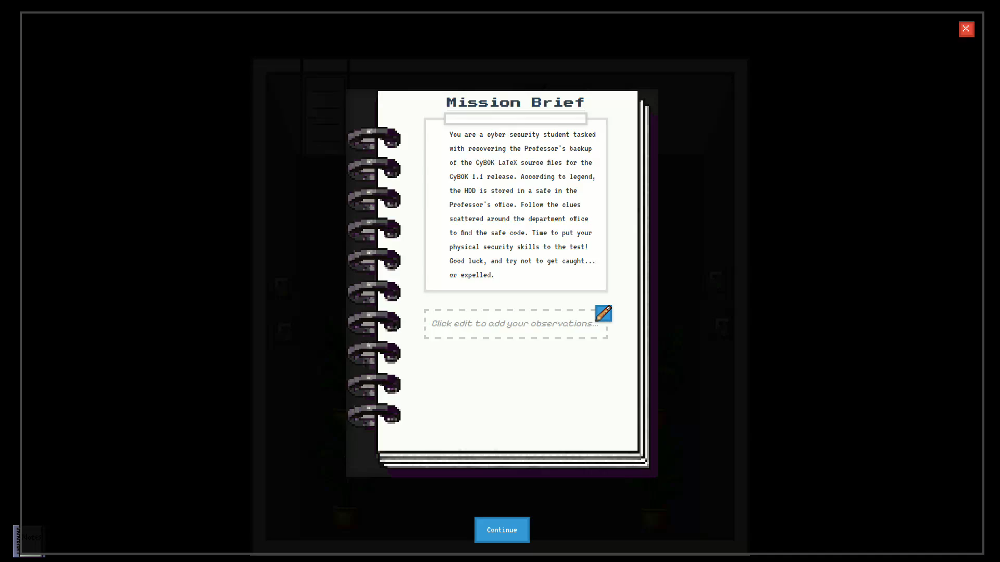 Mission Brief
You are a cyber security student tasked
with recovering the Professor's backup
of the CyBOK LaTeX source files for the
CyBOK 1.1 release. According to legend,
the HDD is stored in a safe in the
Professor's office. Follow the clues
scattered around the department office
to find the safe code. Time to put your
physical security skills to the test!
Good luck, and try not to get caught...
or expelled.
Click edit to add your observations...
Continue
Notes